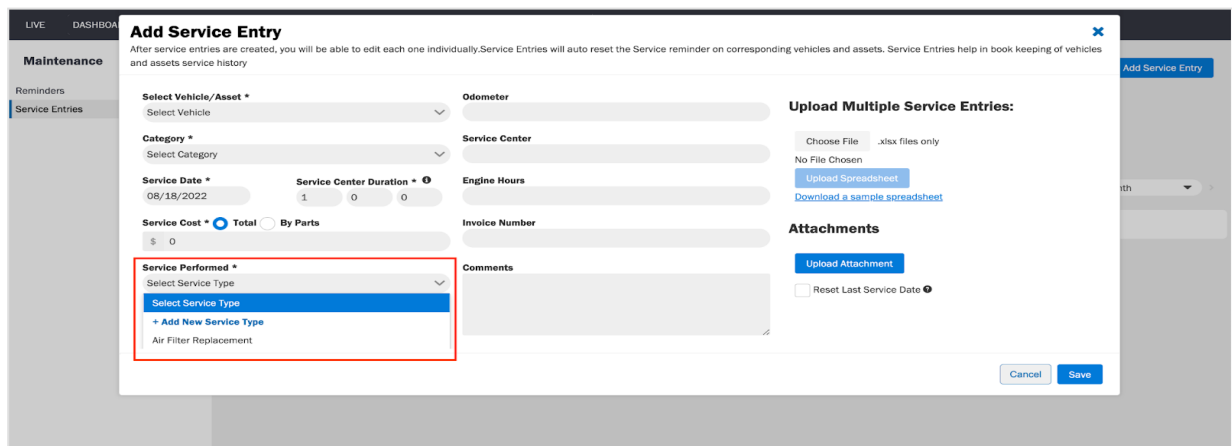 LIVE
DASHBOA
Maintenance
Reminders
Service Entries
Add Service Entry
Add Service Entry
After service entries are created, you will be able to edit each one individually.Service Entries will auto reset the Service reminder on corresponding vehicles and assets. Service Entries help in book keeping of vehicles
and assets service history
Select Vehicle/Asset *
Select Vehicle
Category *
Select Category
Service Date *
08/18/2022
Service Center Duration *
1 0 0
Service Cost * Total By Parts
$ 0
Service Performed *
Select Service Type
Select Service Type
+ Add New Service Type
Air Filter Replacement
Odometer
Service Center
Engine Hours
Invoice Number
Comments
Upload Multiple Service Entries:
Choose File .xlsx files only
No File Chosen
Upload Spreadsheet
Download a sample spreadsheet
Attachments
Upload Attachment
Reset Last Service Date
Cancel
Save
nth